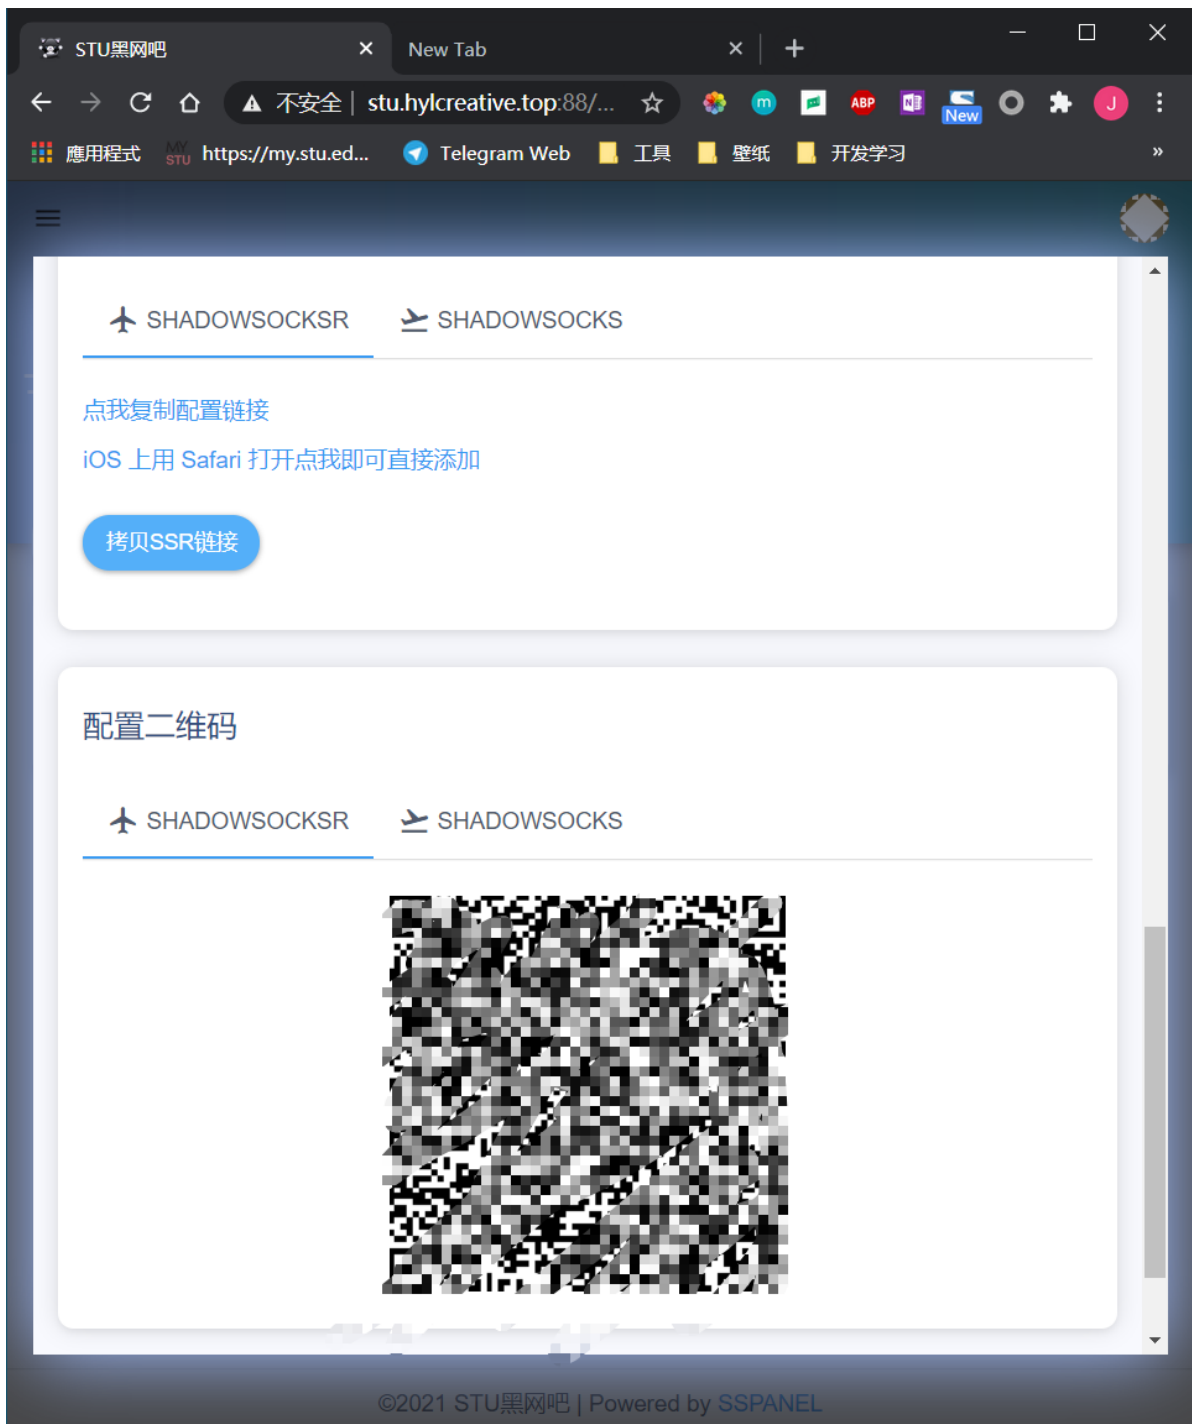 STU黑网吧
New Tab
不安全 | stu.hylcreative.top:88/...
m
ABP
N
New
J
應用程式
MY STU
https://my.stu.ed...
Telegram Web
工具
壁纸
开发学习
»
SHADOWSOCKSR
SHADOWSOCKS
点我复制配置链接
iOS 上用 Safari 打开点我即可直接添加
拷贝SSR链接
配置二维码
SHADOWSOCKSR
SHADOWSOCKS
©2021 STU黑网吧 | Powered by SSPANEL